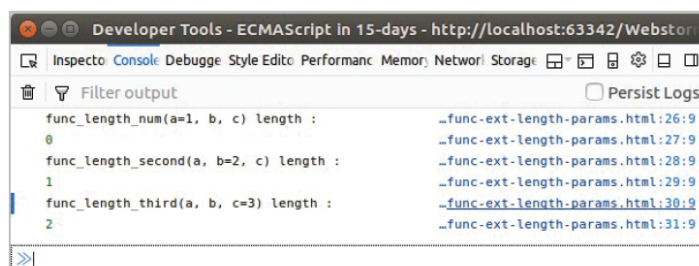 Developer Tools - ECMAScript in 15-days - http://localhost:63342/Webstor
Inspecto Console Debugge Style Edito Performanc Memor Network Storage
Filter output Persist Logs
func_length_num(a=1, b, c) length : …func-ext-length-params.html:26:9
0 …func-ext-length-params.html:27:9
func_length_second(a, b=2, c) length : …func-ext-length-params.html:28:9
1 …func-ext-length-params.html:29:9
func_length_third(a, b, c=3) length : …func-ext-length-params.html:30:9
2 …func-ext-length-params.html:31:9
»